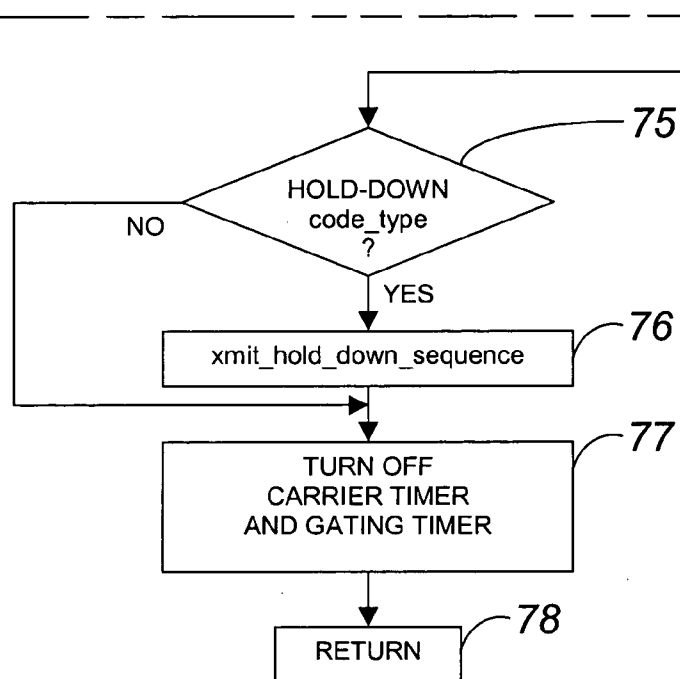 75
HOLD-DOWN
code_type
?
NO
YES
76
xmit_hold_down_sequence
77
TURN OFF
CARRIER TIMER
AND GATING TIMER
78
RETURN